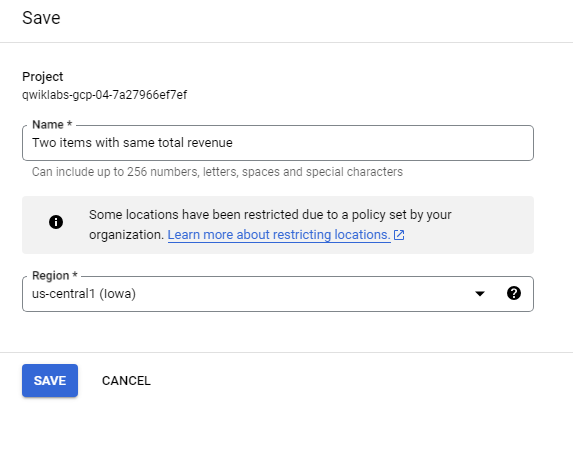 Save
Project
qwiklabs-gcp-04-7a27966ef7ef
Name *
Two items with same total revenue
Can include up to 256 numbers, letters, spaces and special characters
Some locations have been restricted due to a policy set by your
organization. Learn more about restricting locations.
Region *
us-central1 (Iowa)
SAVE CANCEL